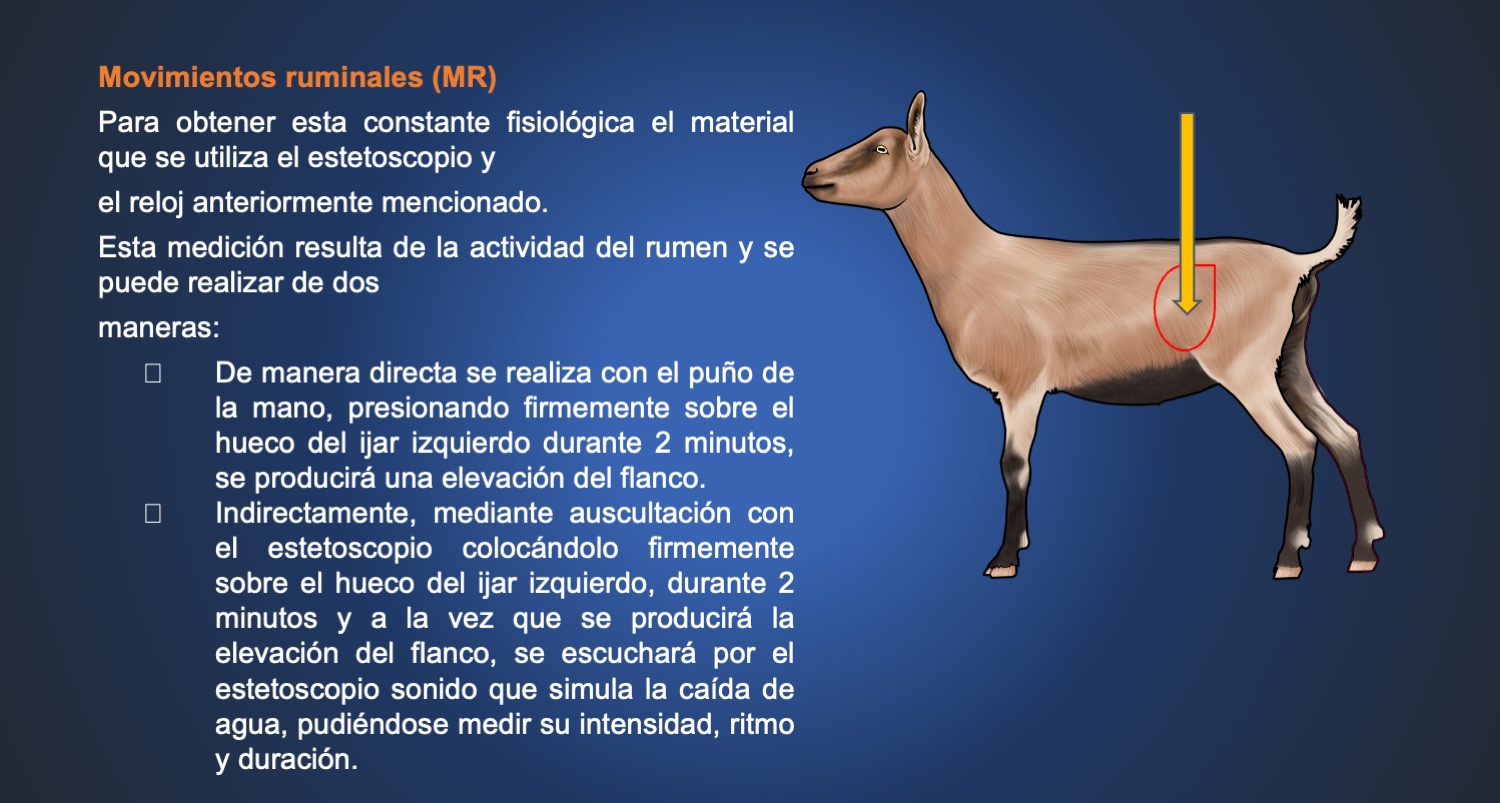 Movimientos ruminales (MR)
Para obtener esta constante fisiológica el material
que se utiliza el estetoscopio y
el reloj anteriormente mencionado.
Esta medición resulta de la actividad del rumen y se
puede realizar de dos
maneras:
De manera directa se realiza con el puño de
la mano, presionando firmemente sobre el
hueco del ijar izquierdo durante 2 minutos,
se producirá una elevación del flanco.
Indirectamente, mediante auscultación con
el estetoscopio colocándolo firmemente
sobre el hueco del ijar izquierdo, durante 2
minutos y a la vez que se producirá la
elevación del flanco, se escuchará por el
estetoscopio sonido que simula la caída de
agua, pudiéndose medir su intensidad, ritmo
y duración.